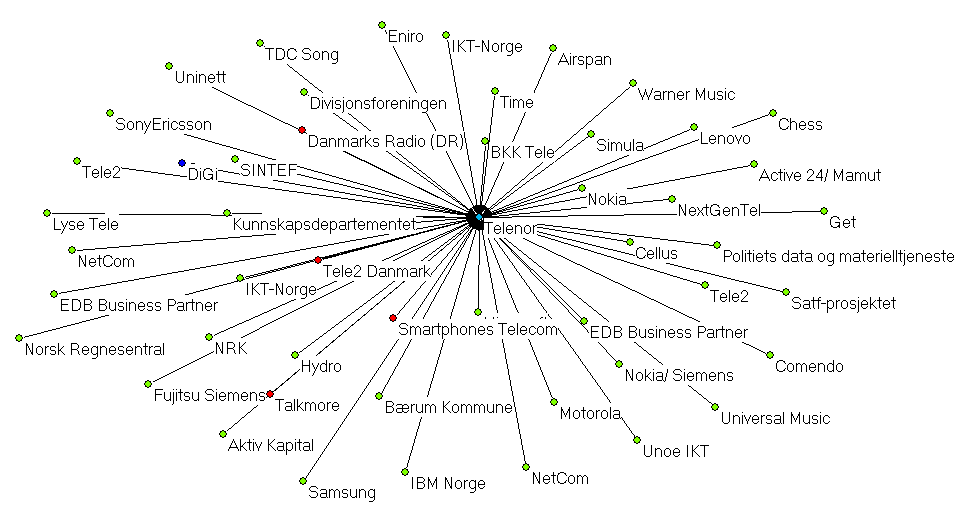 Eniro
IKT-Norge
TDC Song
Airspan
Uninett
Warner Music
Divisjonsforeningen
Time
SonyEricsson
Chess
Danmarks Radio (DR)
Lenovo
Simula
BKK Tele
Tele2
DiGi
SINTEF
Active 24/ Mamut
Nokia
NextGenTel
Lyse Tele
Kunnskapsdepartementet
Get
Telenor
NetCom
Cellus
Politiets data og materielltjeneste
Tele2 Danmark
IKT-Norge
Tele2
EDB Business Partner
Satf-prosjektet
Smartphones Telecom
EDB Business Partner
Norsk Regnesentral
NRK
Hydro
Comendo
Nokia/ Siemens
Fujitsu Siemens
Talkmore
Bærum Kommune
Motorola
Universal Music
Aktiv Kapital
Unoe IKT
Samsung
IBM Norge
NetCom